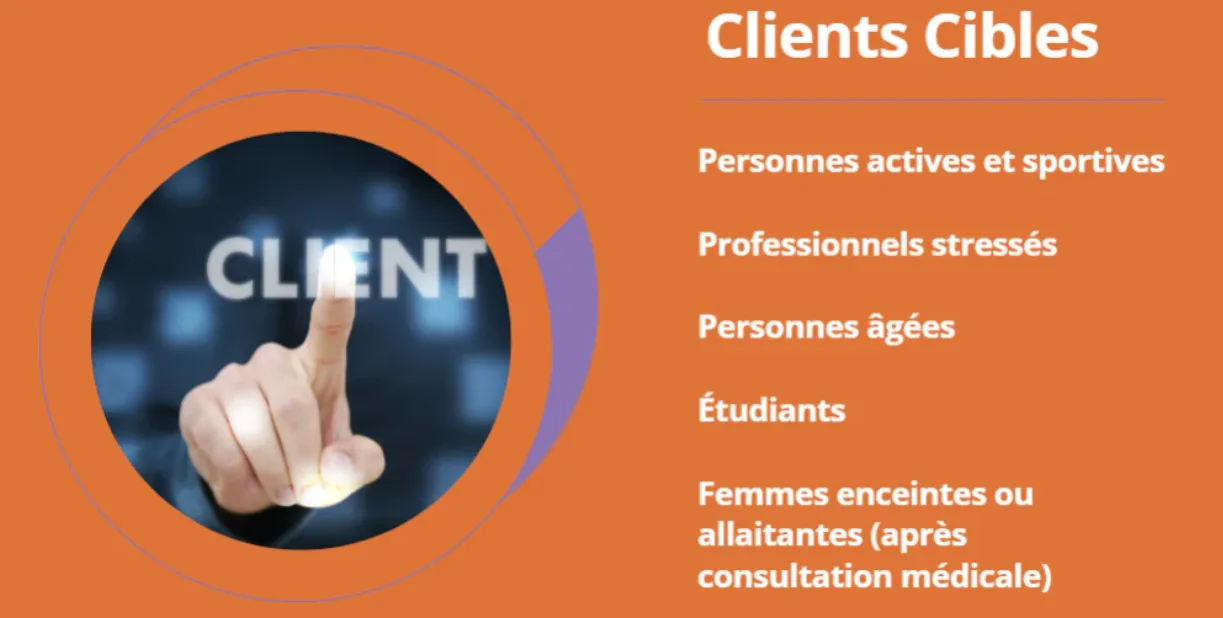 Clients Cibles
CLIENT
Personnes actives et sportives
Professionnels stressés
Personnes âgées
Étudiants
Femmes enceintes ou
allaitantes (après
consultation médicale)